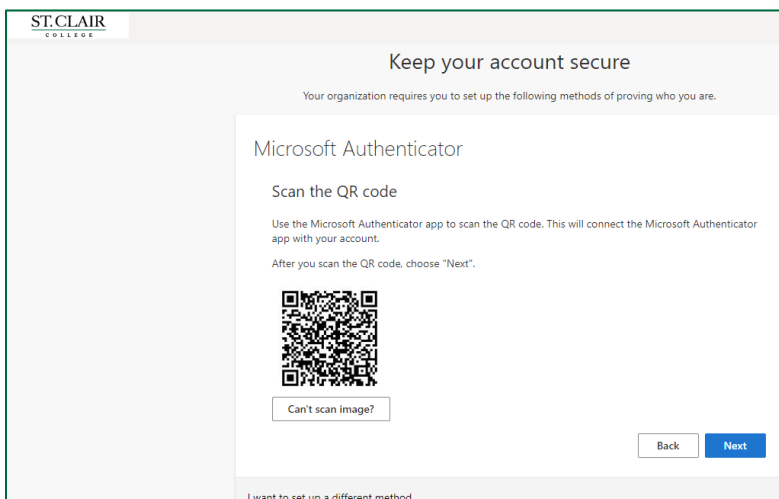 ST. CLAIR
COLLEGE
Keep your account secure
Your organization requires you to set up the following methods of proving who you are.
Microsoft Authenticator
Scan the QR code
Use the Microsoft Authenticator app to scan the QR code. This will connect the Microsoft Authenticator
app with your account.
After you scan the QR code, choose "Next".
Can't scan image?
Back
Next
I want to set up a different method